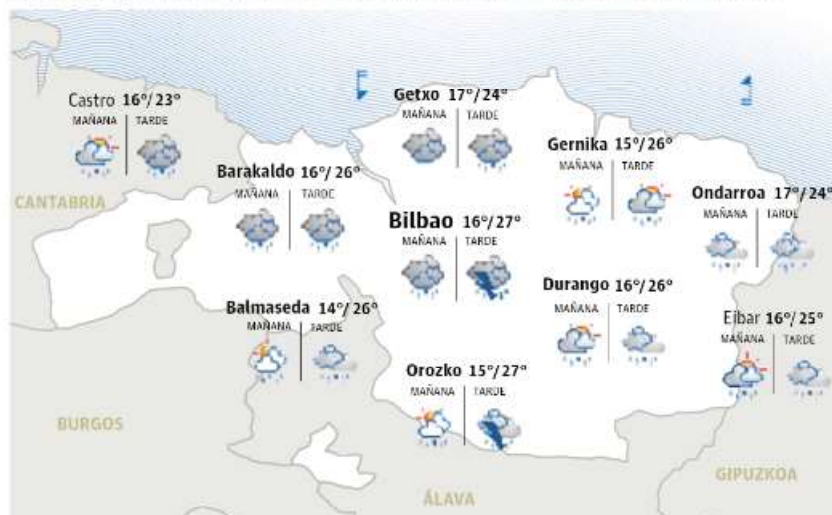 Castro 16°/23°
MAÑANA TARDE
Getxo 17°/24°
MAÑANA TARDE
Gernika 15°/26°
MAÑANA TARDE
Barakaldo 16°/26°
MAÑANA TARDE
CANTABRIA
Ondarroa 17°/24°
MAÑANA TARDE
Bilbao 16°/27°
MAÑANA TARDE
Durango 16°/26°
MAÑANA TARDE
Balmaseda 14°/26°
MAÑANA TARDE
Eibar 16°/25°
MAÑANA TARDE
Orozko 15°/27°
MAÑANA TARDE
BURGOS
GIPUZKOA
ÁLAVA